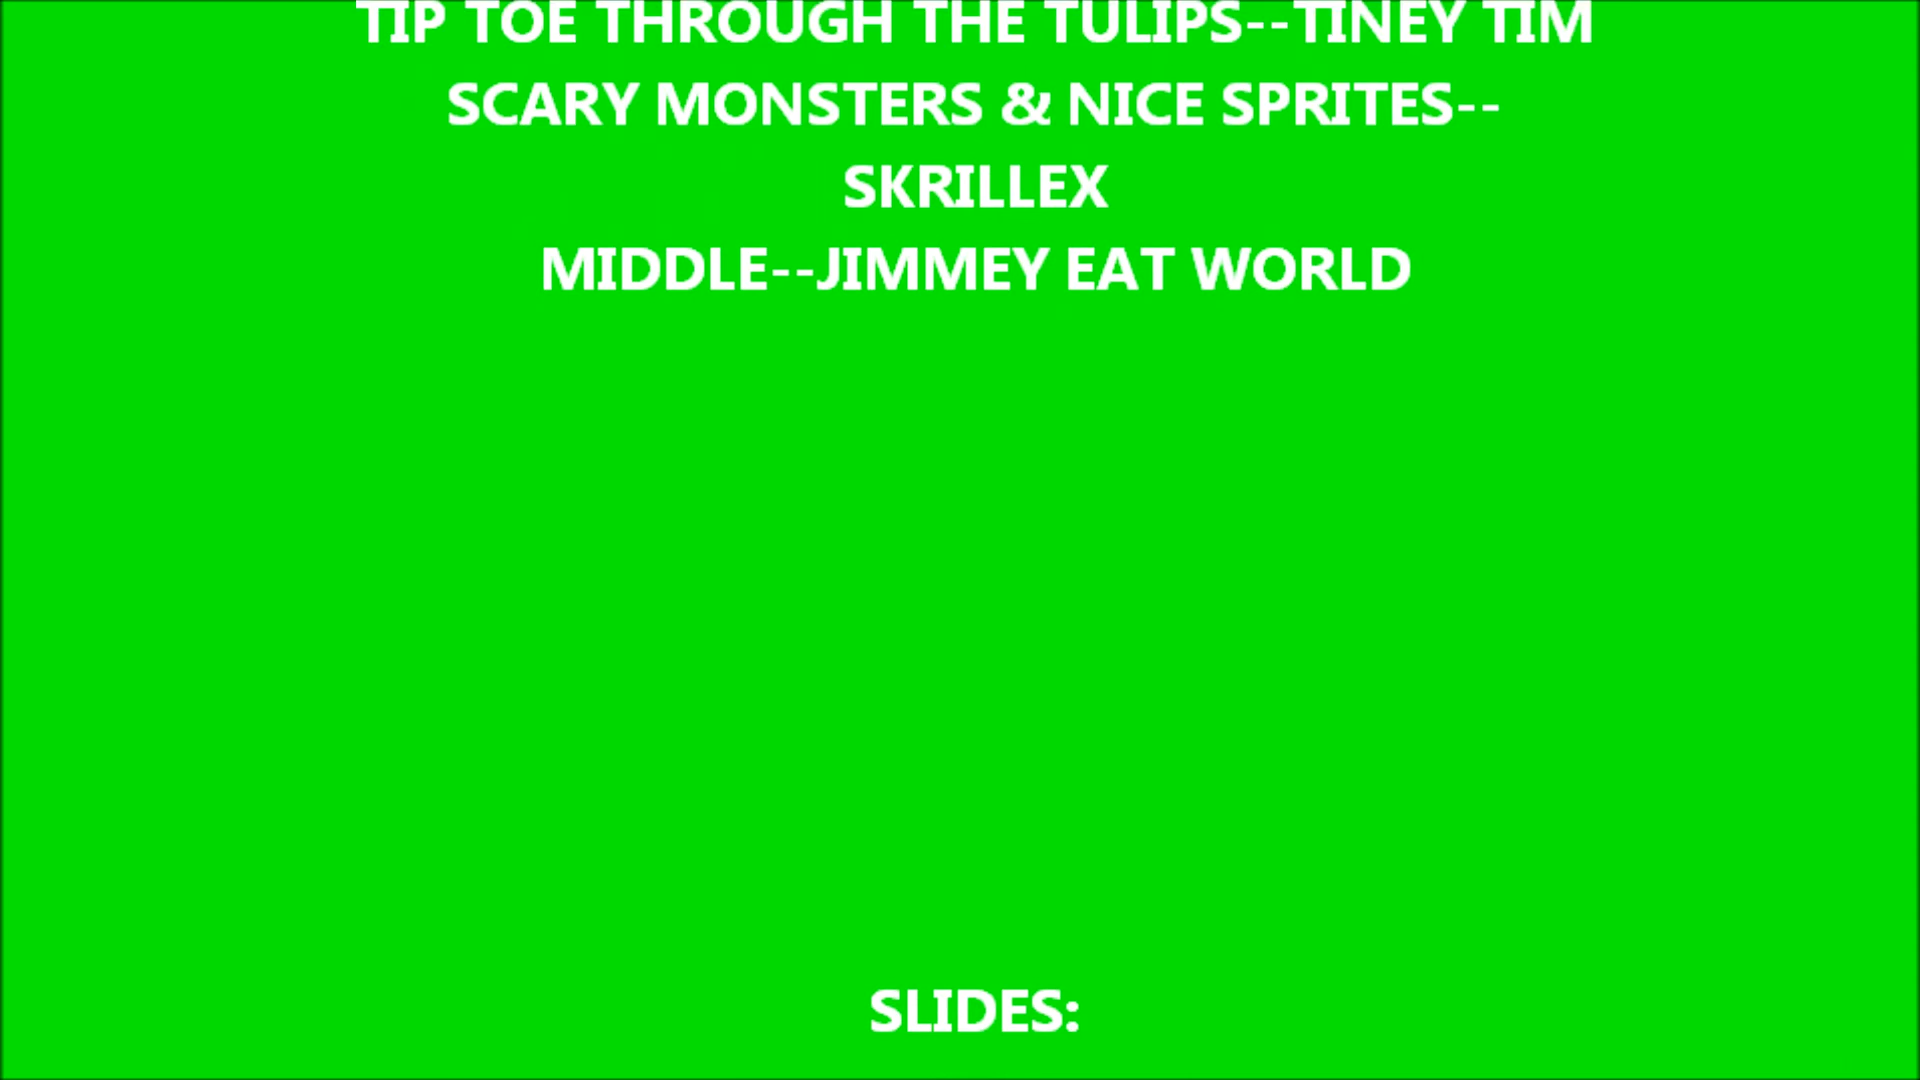 TIP TOE THROUGH THE TULIPS--TINEY TIM
SCARY MONSTERS & NICE SPRITES--
SKRILLEX
MIDDLE--JIMMEY EAT WORLD
SLIDES: